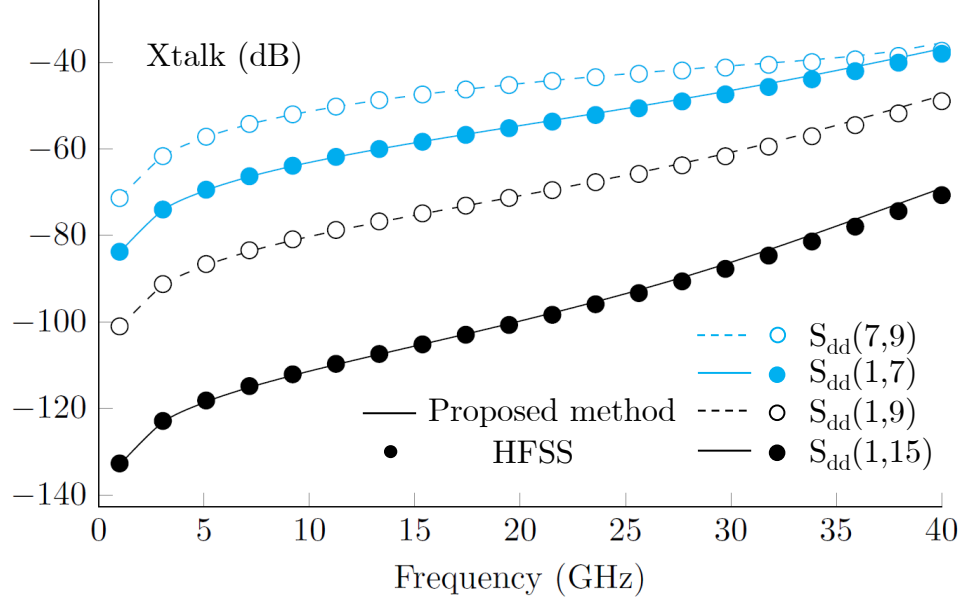 Xtalk (dB)
−40
−60
−80
−100
−120
−140
S_dd(7,9)
S_dd(1,7)
Proposed method
S_dd(1,9)
HFSS
S_dd(1,15)
0 5 10 15 20 25 30 35 40
Frequency (GHz)